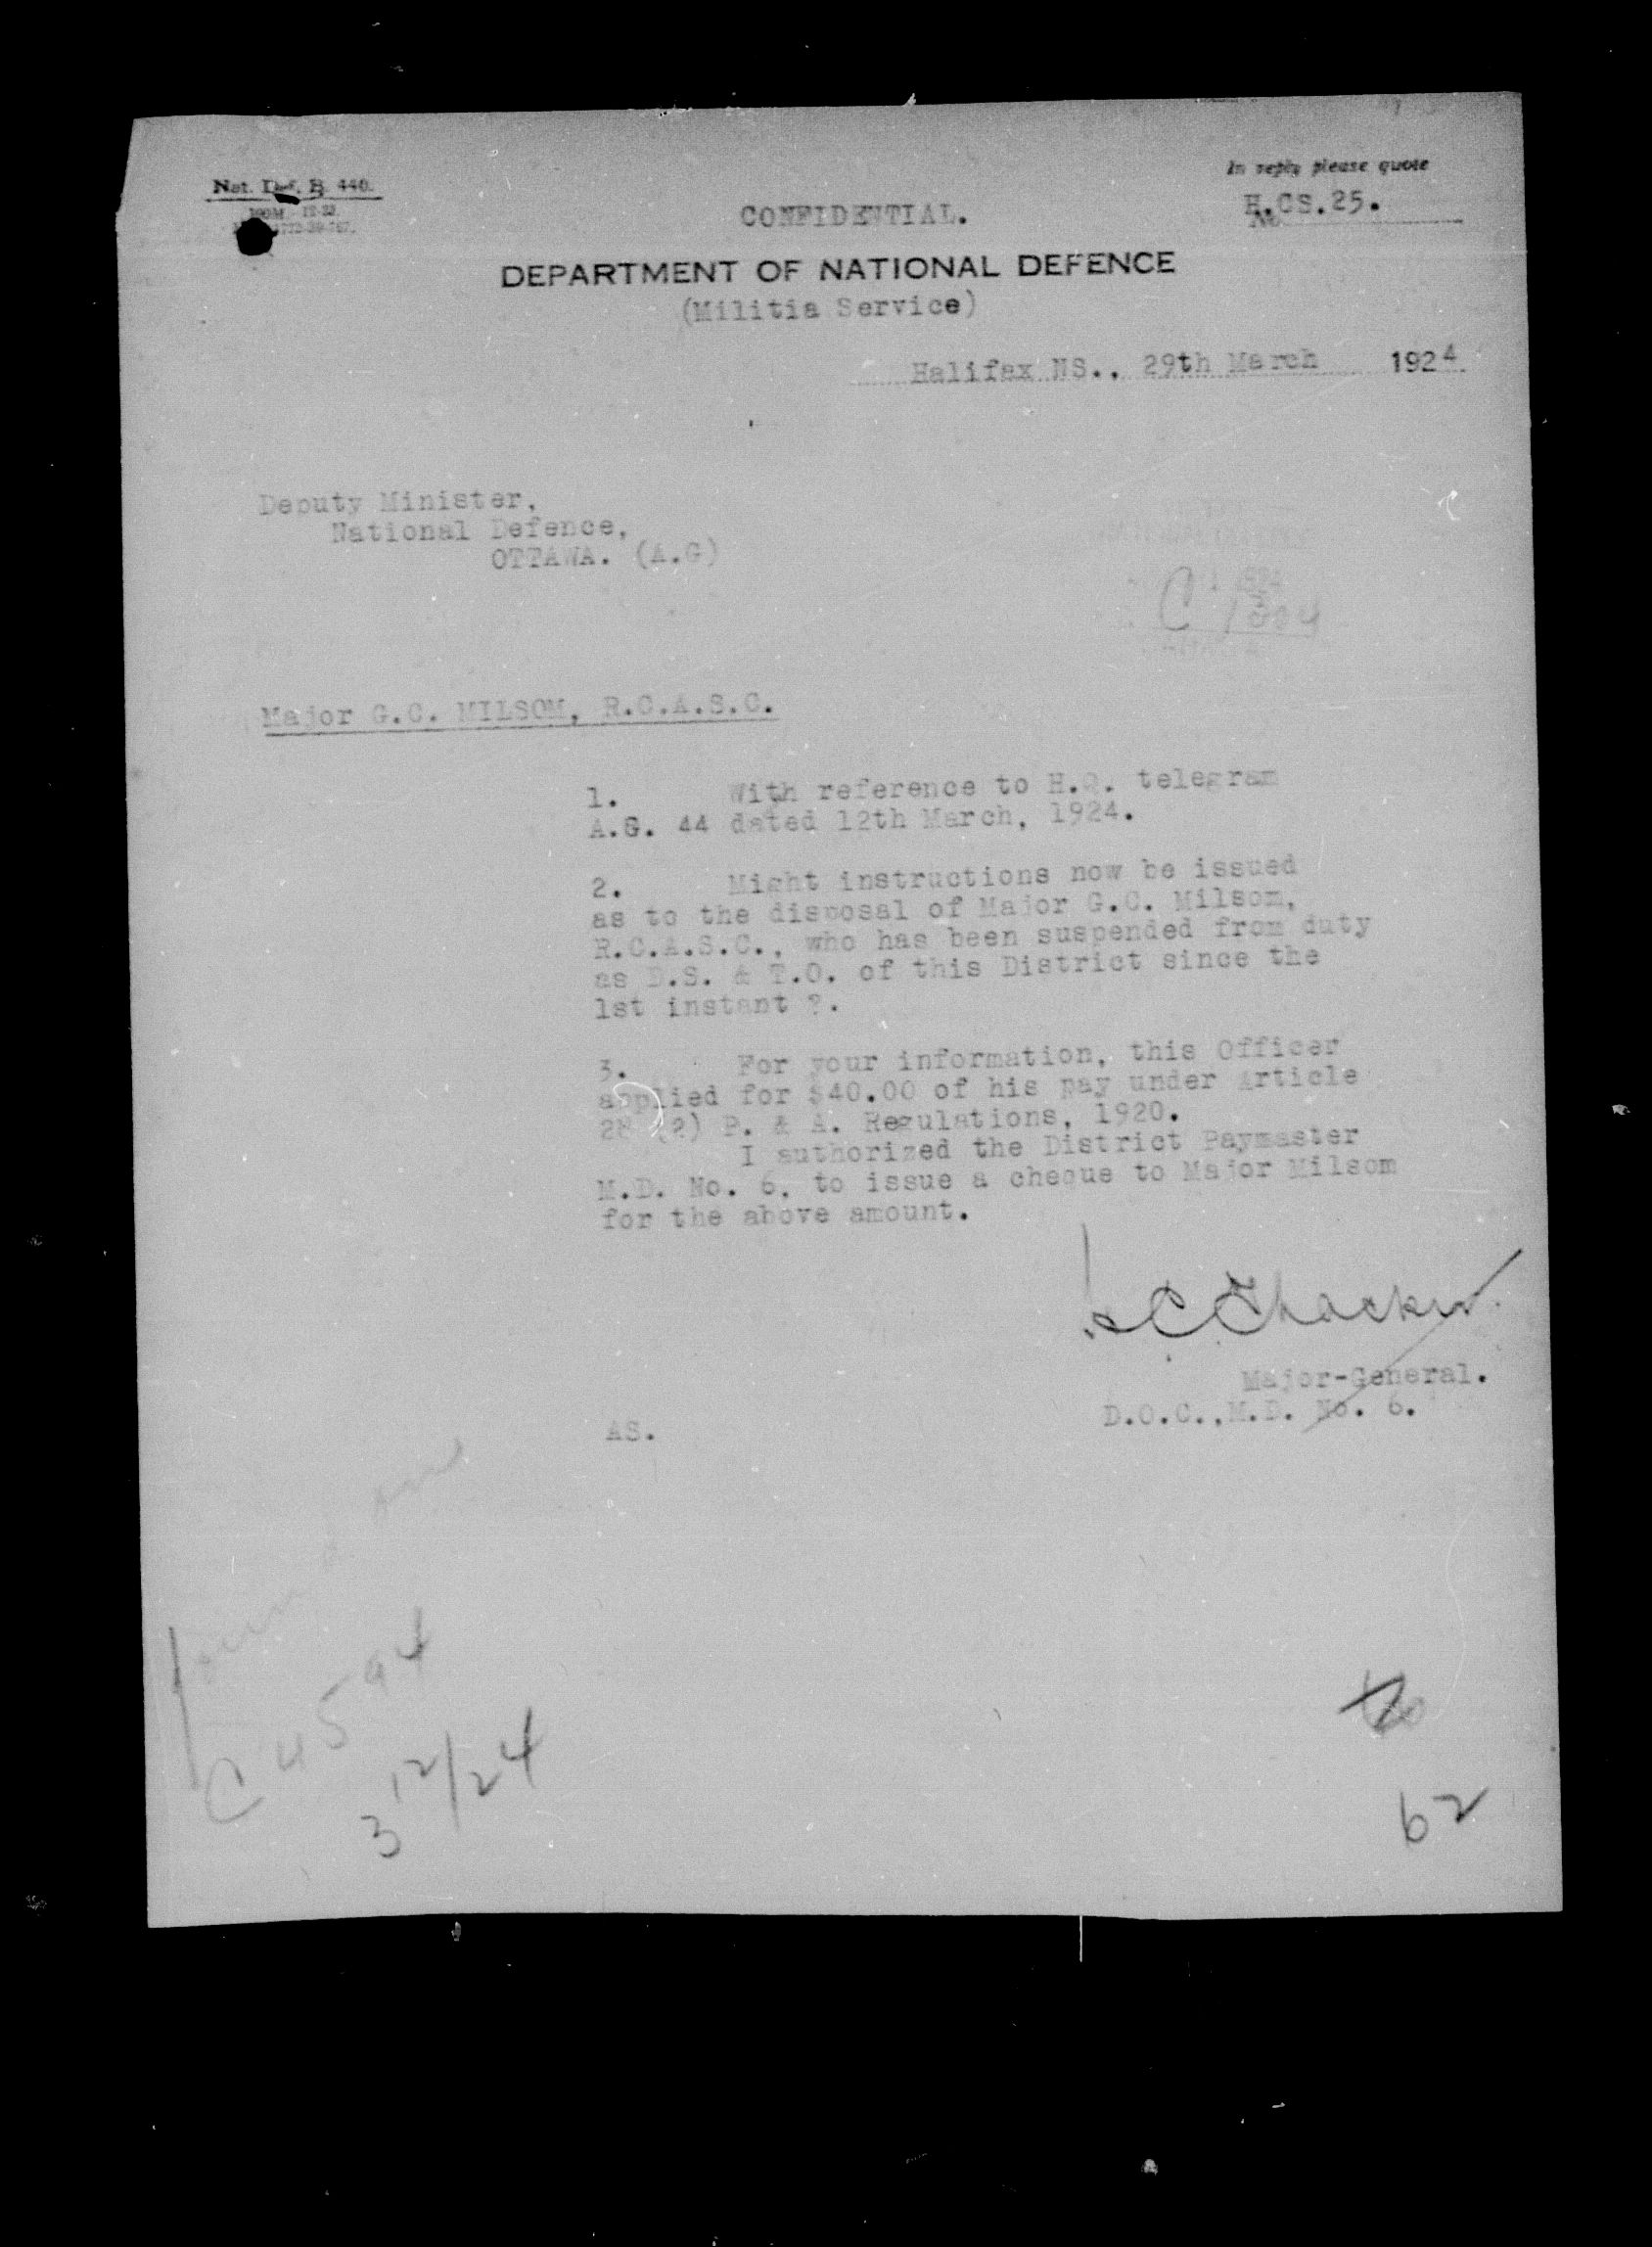 Nat. Def. B. 440.
In reply please quote
H.CS.25.
No.
CONFIDENTIAL.
DEPARTMENT OF NATIONAL DEFENCE
(Militia Service)
Halifax NS., 29th March 1924
Deputy Minister,
National Defence,
OTTAWA. (A.G)
Major G.C. MILSOM, R.C.A.S.C.
1. With reference to H.Q. telegram
A.G. 44 dated 12th March, 1924.
2. Might instructions now be issued
as to the disposal of Major G.C. Milsom,
R.C.A.S.C., who has been suspended from duty
as D.S. & T.O. of this District since the
1st instant ?.
3. For your information, this Officer
applied for $40.00 of his pay under Article
28 (2) P. & A. Regulations, 1920.
I authorized the District Paymaster
M.D. No. 6, to issue a cheque to Major Milsom
for the above amount.
C Thacker
Major-General.
D.O.C., M.D. No. 6.
AS.
C 4594
3 12/24
62